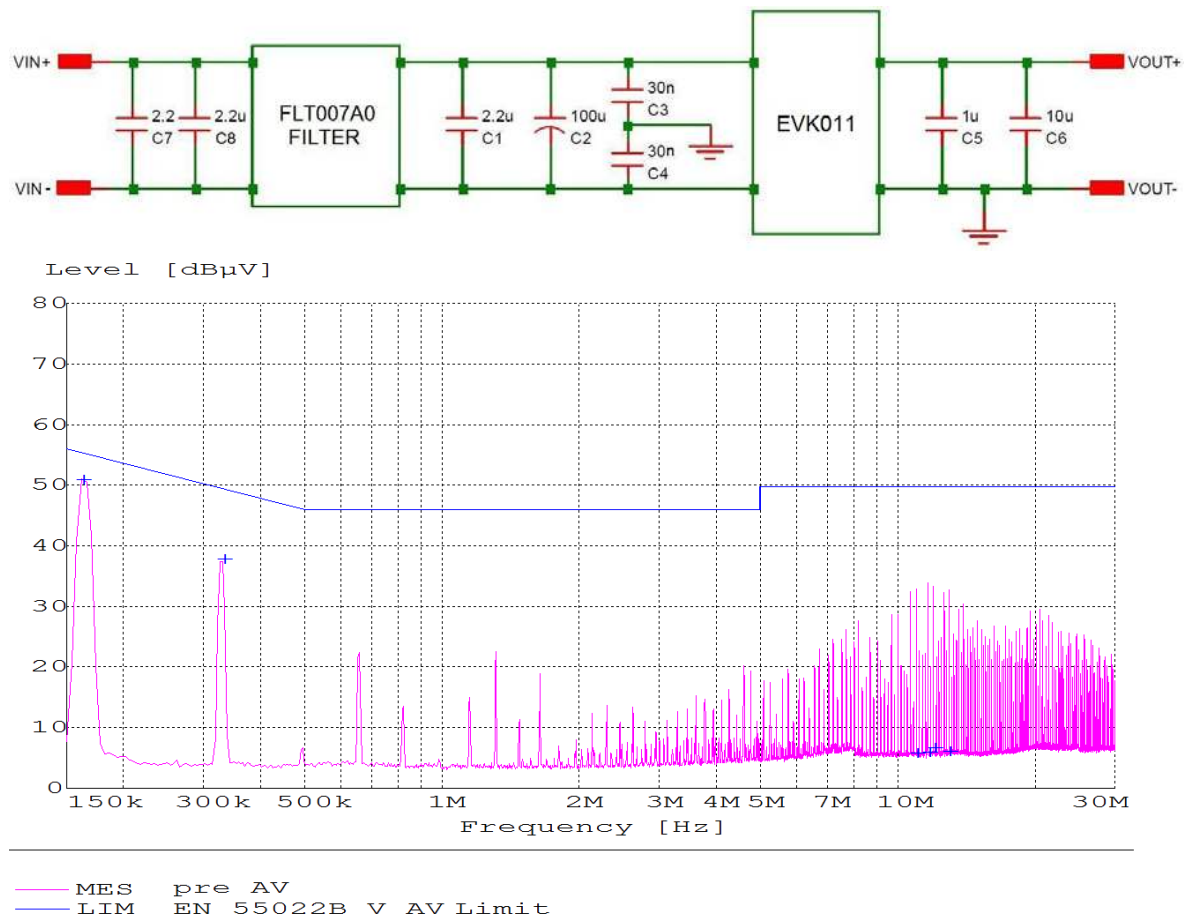 VIN+
VIN-
2.2
C7
2.2u
C8
FLT007A0
FILTER
2.2u
C1
100u
C2
30n
C3
30n
C4
EVK011
1u
C5
10u
C6
VOUT+
VOUT-
Level [dBµV]
80
70
60
50
40
30
20
10
0
150k 300k 500k 1M 2M 3M 4M 5M 7M 10M 30M
Frequency [Hz]
MES pre AV
LIM EN 55022B V AV Limit